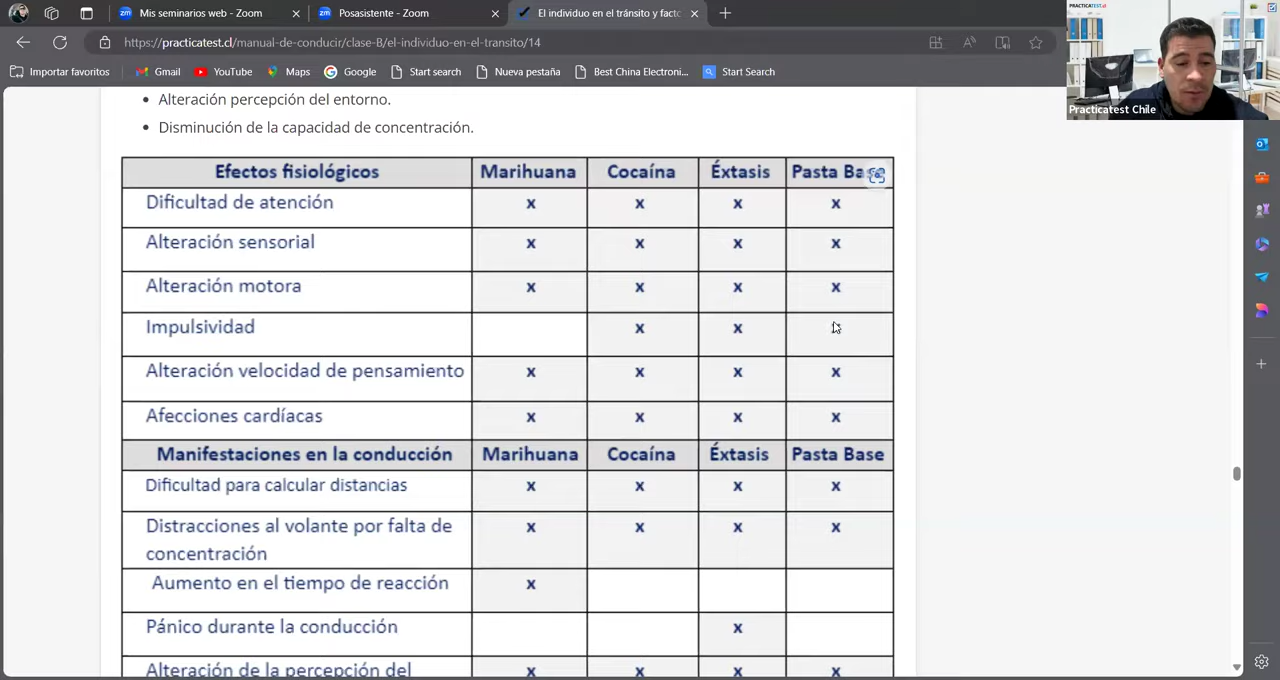 Mis seminarios web - Zoom
Posasistente - Zoom
El individuo en el tránsito y facto
https://practicatest.cl/manual-de-conducir/clase-B/el-individuo-en-el-transito/14
Importar favoritos
Gmail
YouTube
Maps
Google
Start search
Nueva pestaña
Best China Electroni...
Start Search
PRACTICATEST.cl
Practicatest Chile
Alteración percepción del entorno.
Disminución de la capacidad de concentración.
Efectos fisiológicos Marihuana Cocaína Éxtasis Pasta
Dificultad de atención x x x x
Alteración sensorial x x x x
Alteración motora x x x x
Impulsividad x x
Alteración velocidad de pensamiento x x x x
Afecciones cardíacas x x x x
Manifestaciones en la conducción Marihuana Cocaína Éxtasis Pasta Base
Dificultad para calcular distancias x x x x
Distracciones al volante por falta de
concentración x x x x
Aumento en el tiempo de reacción x
Pánico durante la conducción x
Alteración de la percepción del x x x x